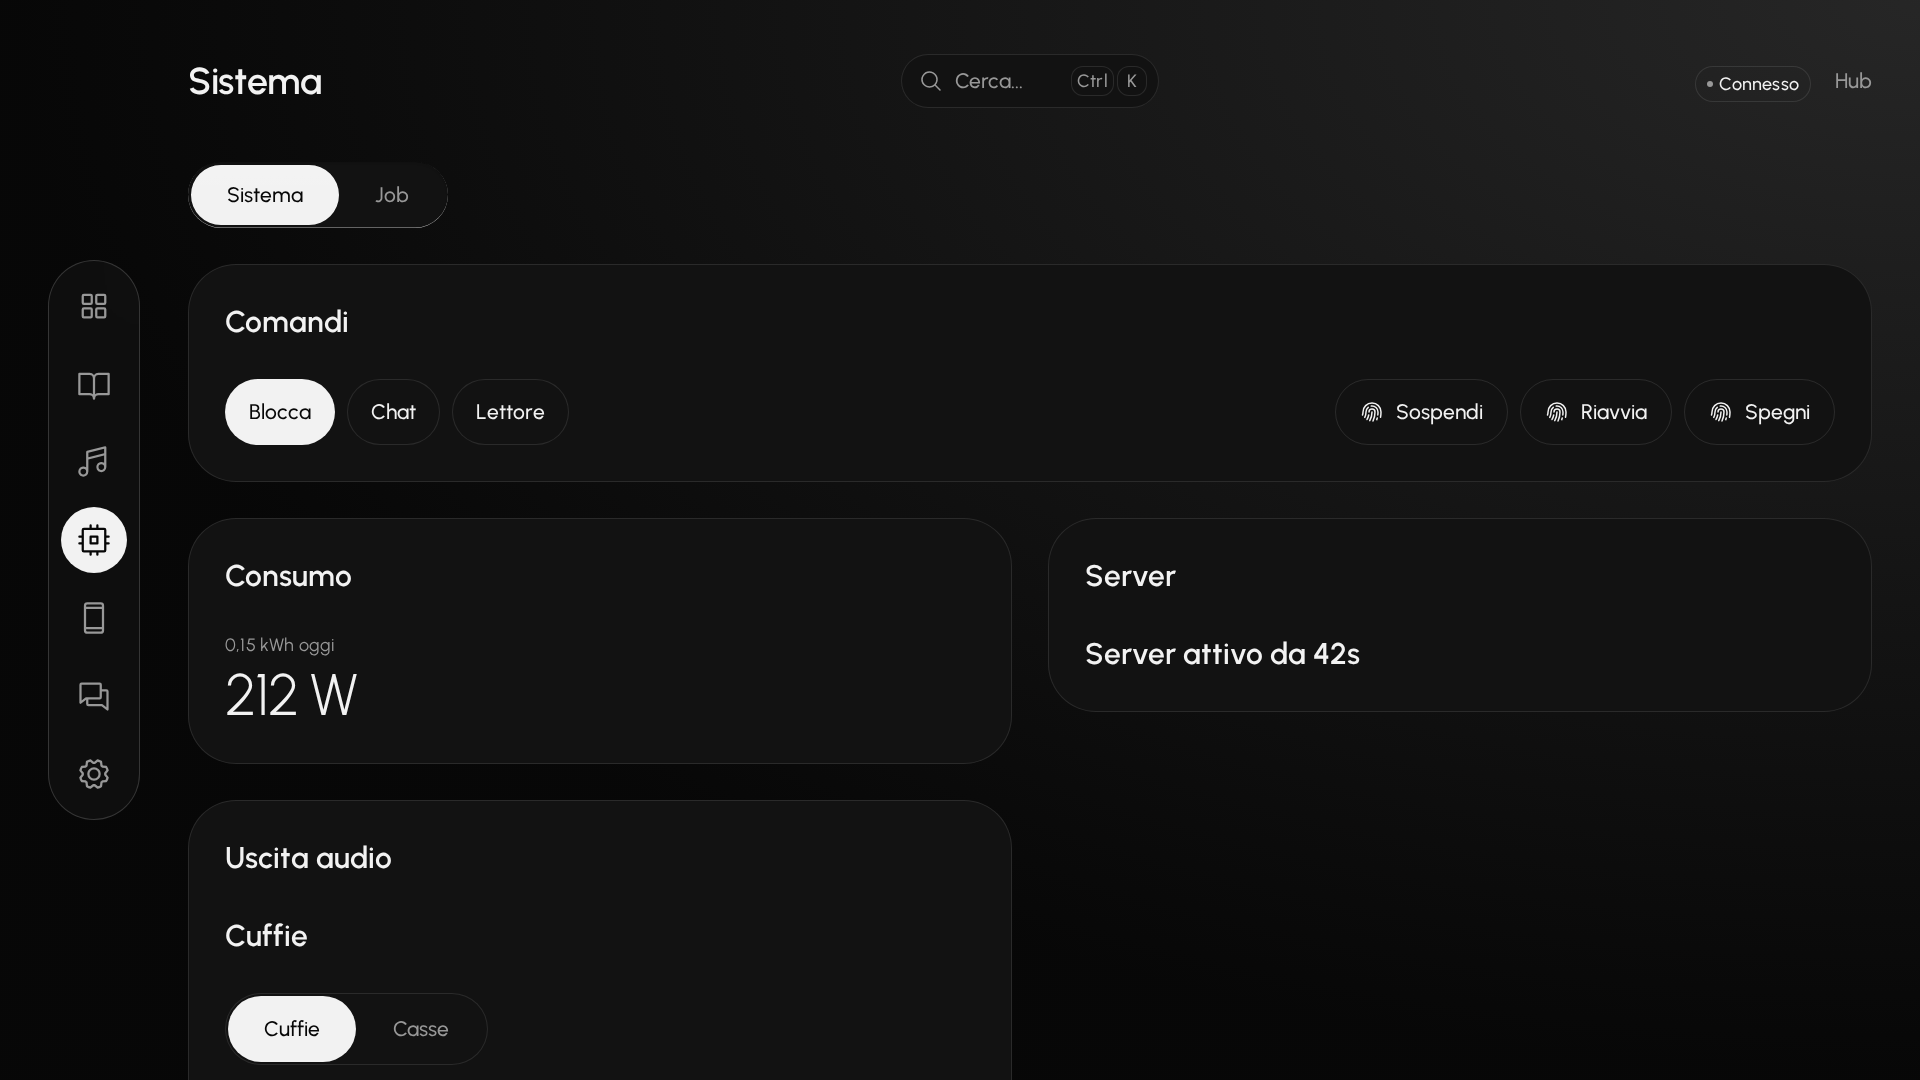 Sistema
Cerca... Ctrl K
Connesso Hub
Sistema Job
Comandi
Blocca Chat Lettore Sospendi Riavvia Spegni
Consumo
0,15 kWh oggi
212 W
Server
Server attivo da 42s
Uscita audio
Cuffie
Cuffie Casse